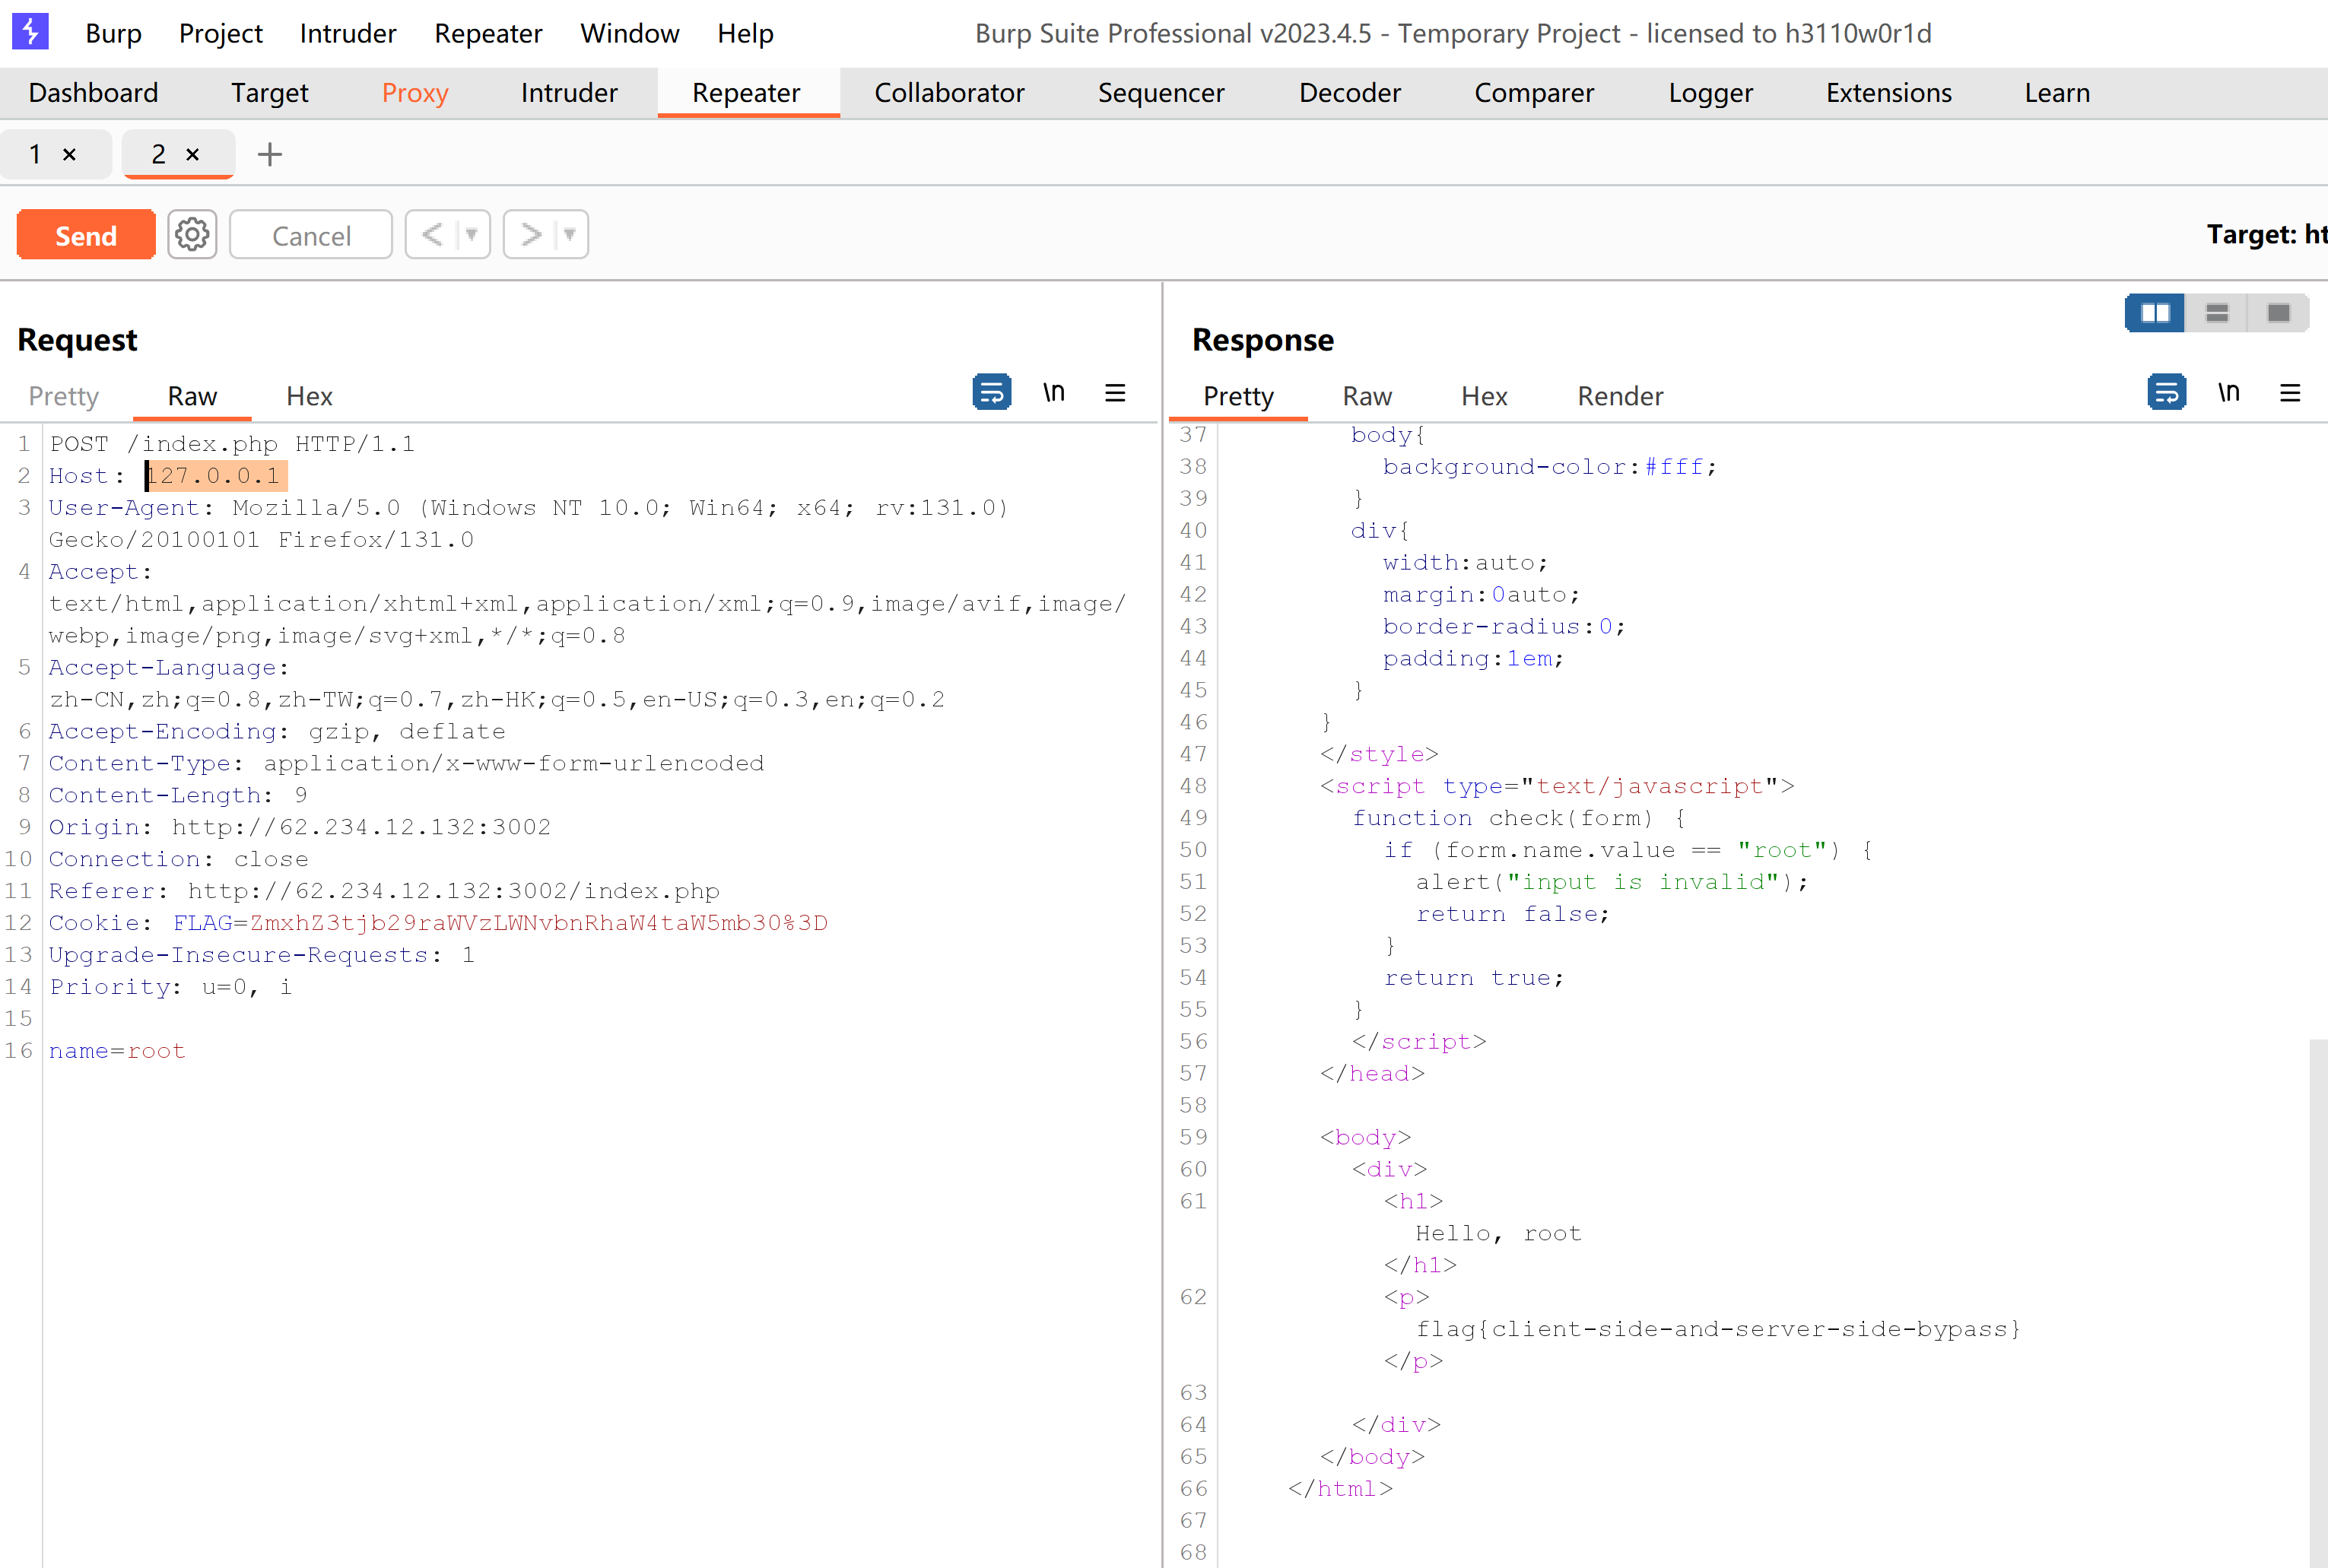 Burp Project Intruder Repeater Window Help Burp Suite Professional v2023.4.5 - Temporary Project - licensed to h3110w0r1d
Dashboard Target Proxy Intruder Repeater Collaborator Sequencer Decoder Comparer Logger Extensions Learn
1 × 2 × +
Send Cancel < > Target: ht
Request
Pretty Raw Hex \n
1 POST /index.php HTTP/1.1
2 Host: 127.0.0.1
3 User-Agent: Mozilla/5.0 (Windows NT 10.0; Win64; x64; rv:131.0)
Gecko/20100101 Firefox/131.0
4 Accept:
text/html,application/xhtml+xml,application/xml;q=0.9,image/avif,image/
webp,image/png,image/svg+xml,*/*;q=0.8
5 Accept-Language:
zh-CN,zh;q=0.8,zh-TW;q=0.7,zh-HK;q=0.5,en-US;q=0.3,en;q=0.2
6 Accept-Encoding: gzip, deflate
7 Content-Type: application/x-www-form-urlencoded
8 Content-Length: 9
9 Origin: http://62.234.12.132:3002
10 Connection: close
11 Referer: http://62.234.12.132:3002/index.php
12 Cookie: FLAG=ZmxhZ3tjb29raWVzLWNvbnRhaW4taW5mb30%3D
13 Upgrade-Insecure-Requests: 1
14 Priority: u=0, i
15
16 name=root
Response
Pretty Raw Hex Render \n
37 body{
38 background-color:#fff;
39 }
40 div{
41 width:auto;
42 margin:0auto;
43 border-radius:0;
44 padding:1em;
45 }
46 }
47 </style>
48 <script type="text/javascript">
49 function check(form) {
50 if (form.name.value == "root") {
51 alert("input is invalid");
52 return false;
53 }
54 return true;
55 }
56 </script>
57 </head>
58
59 <body>
60 <div>
61 <h1>
Hello, root
</h1>
62 <p>
flag{client-side-and-server-side-bypass}
</p>
63
64 </div>
65 </body>
66 </html>
67
68